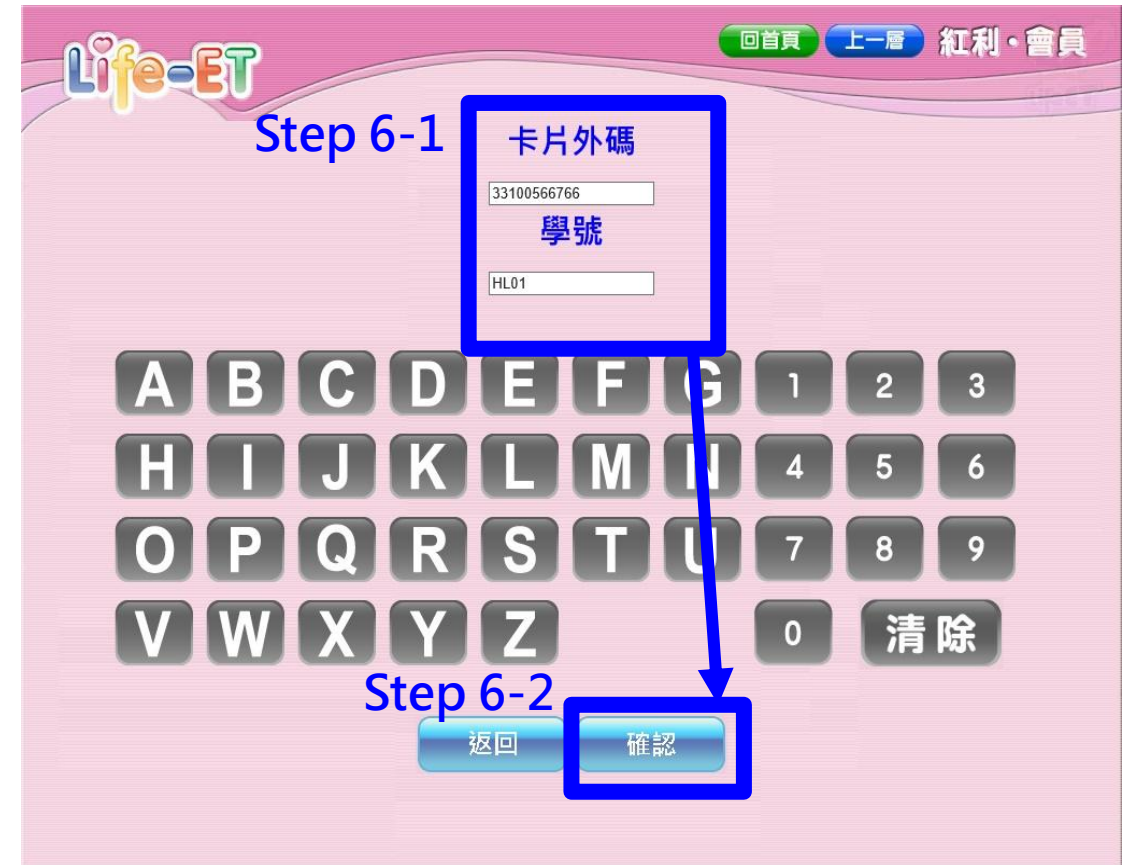 Life-ET
回首頁 上一層 紅利・會員
Step 6-1
卡片外碼
33100566766
學號
HL01
A B C D E F G 1 2 3
H I J K L M N 4 5 6
O P Q R S T U 7 8 9
V W X Y Z 0 清除
Step 6-2
返回 確認